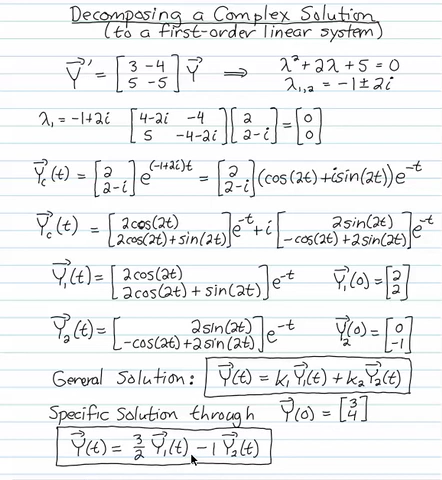 Decomposing a Complex Solution
(to a first-order linear system)
Y⃗' = [3 -4; 5 -5] Y⃗ ⟹ λ²+2λ+5=0
λ₁,₂ = -1±2i
λ₁ = -1+2i [4-2i -4; 5 -4-2i] [2; 2-i] = [0; 0]
Y⃗c(t) = [2; 2-i] e^(-1+2i)t = [2; 2-i] (cos(2t)+isin(2t))e^-t
Y⃗c(t) = [2cos(2t); 2cos(2t)+sin(2t)] e^-t + i [2sin(2t); -cos(2t)+2sin(2t)] e^-t
Y⃗₁(t) = [2cos(2t); 2cos(2t)+sin(2t)] e^-t Y⃗₁(0) = [2; 2]
Y⃗₂(t) = [2sin(2t); -cos(2t)+2sin(2t)] e^-t Y⃗₂(0) = [0; -1]
General Solution: Y⃗(t) = k₁Y⃗₁(t) + k₂Y⃗₂(t)
Specific Solution through Y⃗(0) = [3; 4]
Y⃗(t) = 3/2 Y⃗₁(t) - 1 Y⃗₂(t)